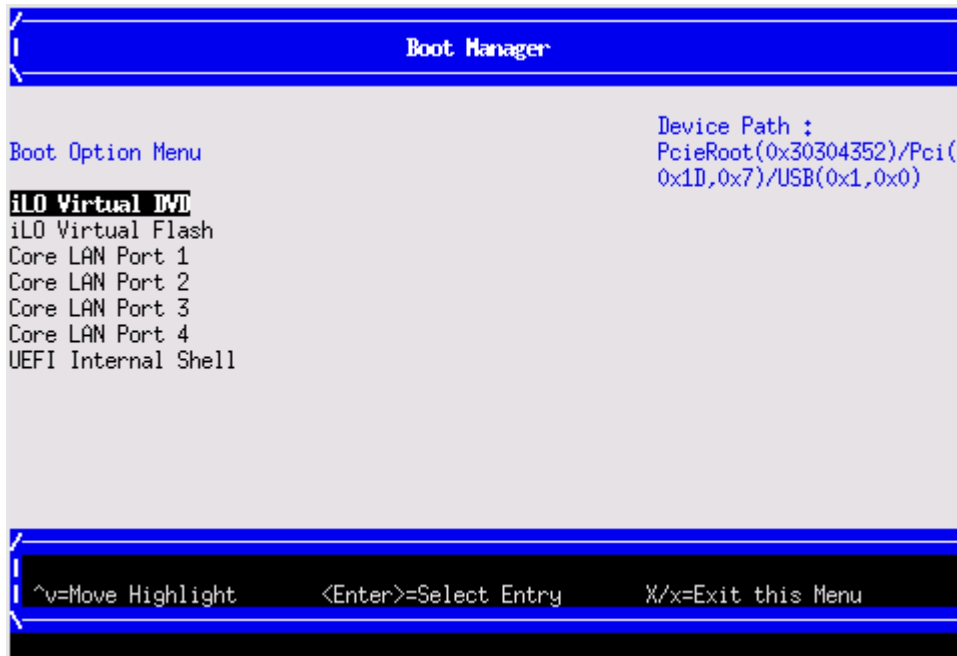 Boot Manager
Boot Option Menu
iLO Virtual DVD
iLO Virtual Flash
Core LAN Port 1
Core LAN Port 2
Core LAN Port 3
Core LAN Port 4
UEFI Internal Shell
Device Path :
PcieRoot(0x30304352)/Pci(
0x1D,0x7)/USB(0x1,0x0)
^v=Move Highlight <Enter>=Select Entry X/x=Exit this Menu